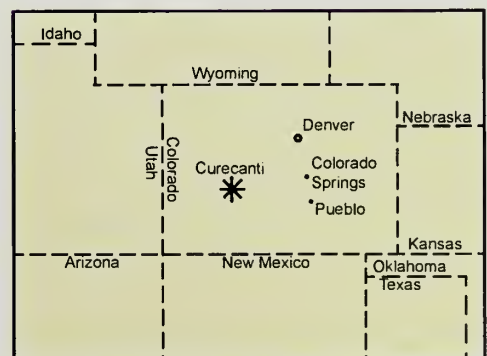 Idaho
Wyoming
Nebraska
Denver
Colorado
Utah
Curecanti
Colorado
Springs
Pueblo
Kansas
Arizona
New Mexico
Oklahoma
Texas